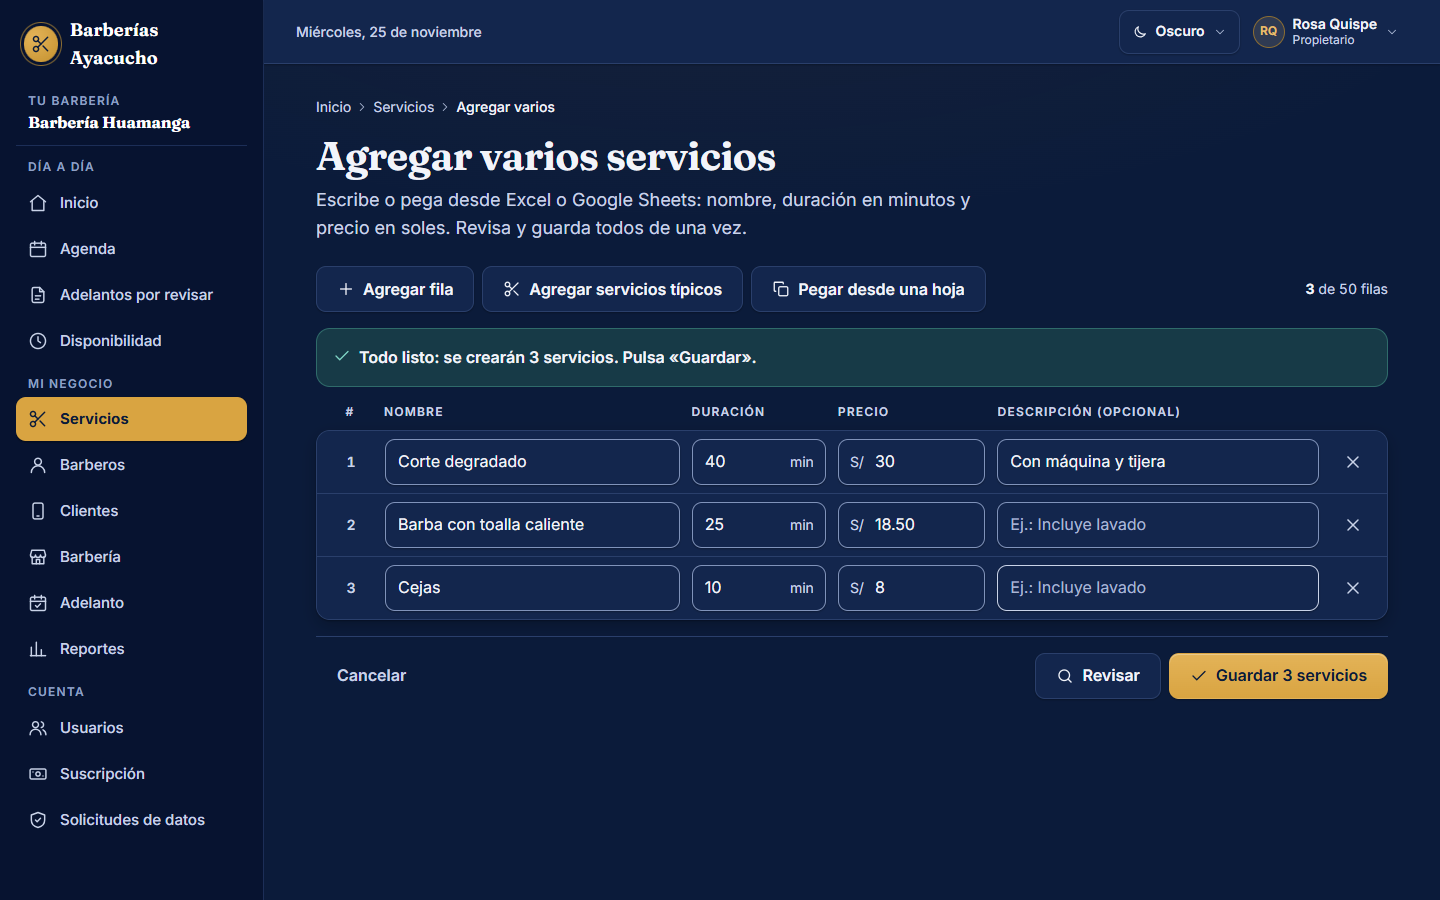 Barberías
Ayacucho
TU BARBERÍA
Barbería Huamanga
DÍA A DÍA
Inicio
Agenda
Adelantos por revisar
Disponibilidad
MI NEGOCIO
Servicios
Barberos
Clientes
Barbería
Adelanto
Reportes
CUENTA
Usuarios
Suscripción
Solicitudes de datos
Miércoles, 25 de noviembre
Oscuro
RQ
Rosa Quispe
Propietario
Inicio > Servicios > Agregar varios
Agregar varios servicios
Escribe o pega desde Excel o Google Sheets: nombre, duración en minutos y
precio en soles. Revisa y guarda todos de una vez.
Agregar fila
Agregar servicios típicos
Pegar desde una hoja
3 de 50 filas
Todo listo: se crearán 3 servicios. Pulsa «Guardar».
# NOMBRE DURACIÓN PRECIO DESCRIPCIÓN (OPCIONAL)
1 Corte degradado 40 min S/ 30 Con máquina y tijera
2 Barba con toalla caliente 25 min S/ 18.50 Ej.: Incluye lavado
3 Cejas 10 min S/ 8 Ej.: Incluye lavado
Cancelar
Revisar
Guardar 3 servicios